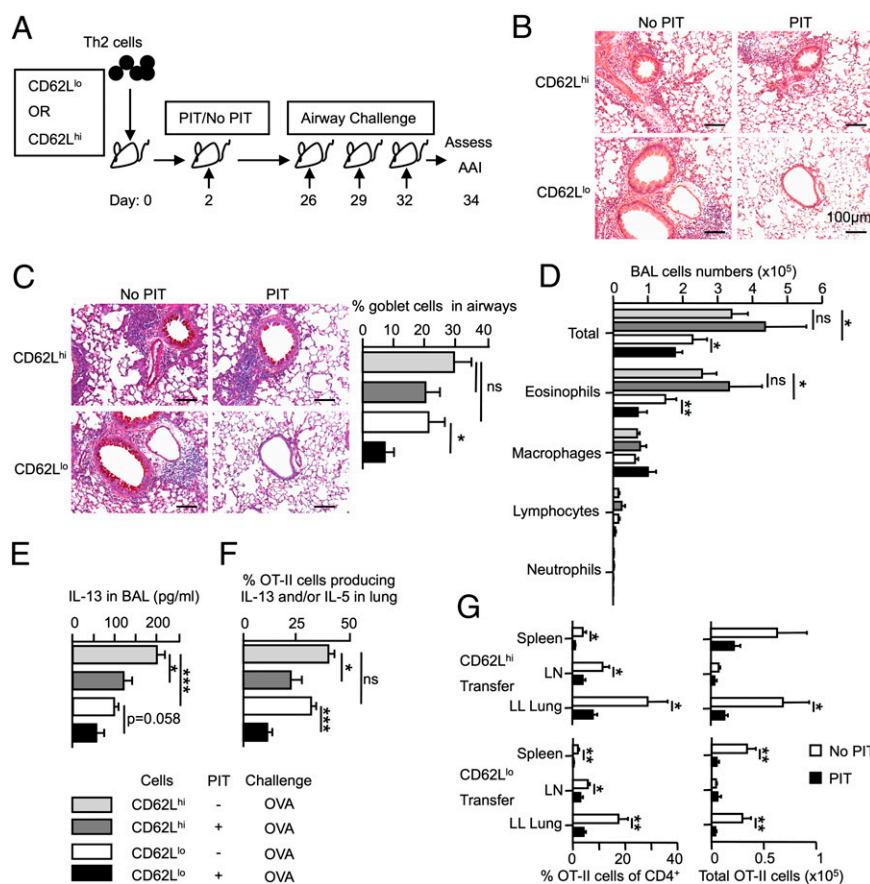 A
Th2 cells
CD62Llo
OR
CD62Lhi
PIT/No PIT
Airway Challenge
Assess
AAI
Day: 0 2 26 29 32 34
B
No PIT PIT
CD62Lhi
CD62Llo
100μm
C
No PIT PIT
CD62Lhi
CD62Llo
% goblet cells in airways
0 10 20 30 40
ns
*
D
BAL cells numbers (x10⁵)
0 1 2 3 4 5 6
Total
ns
*
*
Eosinophils
ns
*
**
Macrophages
Lymphocytes
Neutrophils
E
IL-13 in BAL (pg/ml)
0 100 200
*
***
p=0.058
F
% OT-II cells producing
IL-13 and/or IL-5 in lung
0 25 50
*
ns
***
Cells PIT Challenge
CD62Lhi - OVA
CD62Lhi + OVA
CD62Llo - OVA
CD62Llo + OVA
G
CD62Lhi
Transfer
Spleen *
LN *
LL Lung * *
CD62Llo
Transfer
Spleen ** **
LN *
LL Lung ** **
No PIT
PIT
0 20 40
% OT-II cells of CD4⁺
0 0.5 1
Total OT-II cells (x10⁵)